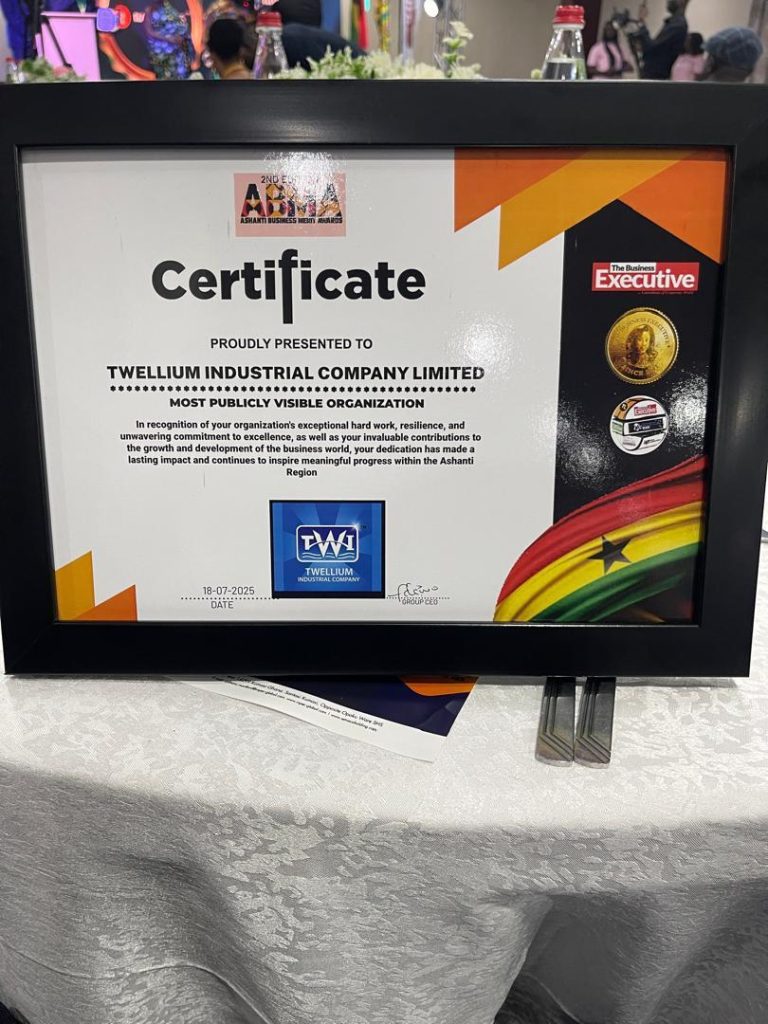 2ND EDITION
ABMA
ASHANTI BUSINESS MERIT AWARDS
Certificate
PROUDLY PRESENTED TO
TWELLIUM INDUSTRIAL COMPANY LIMITED
MOST PUBLICLY VISIBLE ORGANIZATION
In recognition of your organization's exceptional hard work, resilience, and
unwavering commitment to excellence, as well as your invaluable contributions to
the growth and development of the business world, your dedication has made a
lasting impact and continues to inspire meaningful progress within the Ashanti
Region
TWI
TWELLIUM
INDUSTRIAL COMPANY
18-07-2025
DATE
GROUP CEO
The Business
Executive
Opposite Opoku Ware SHS